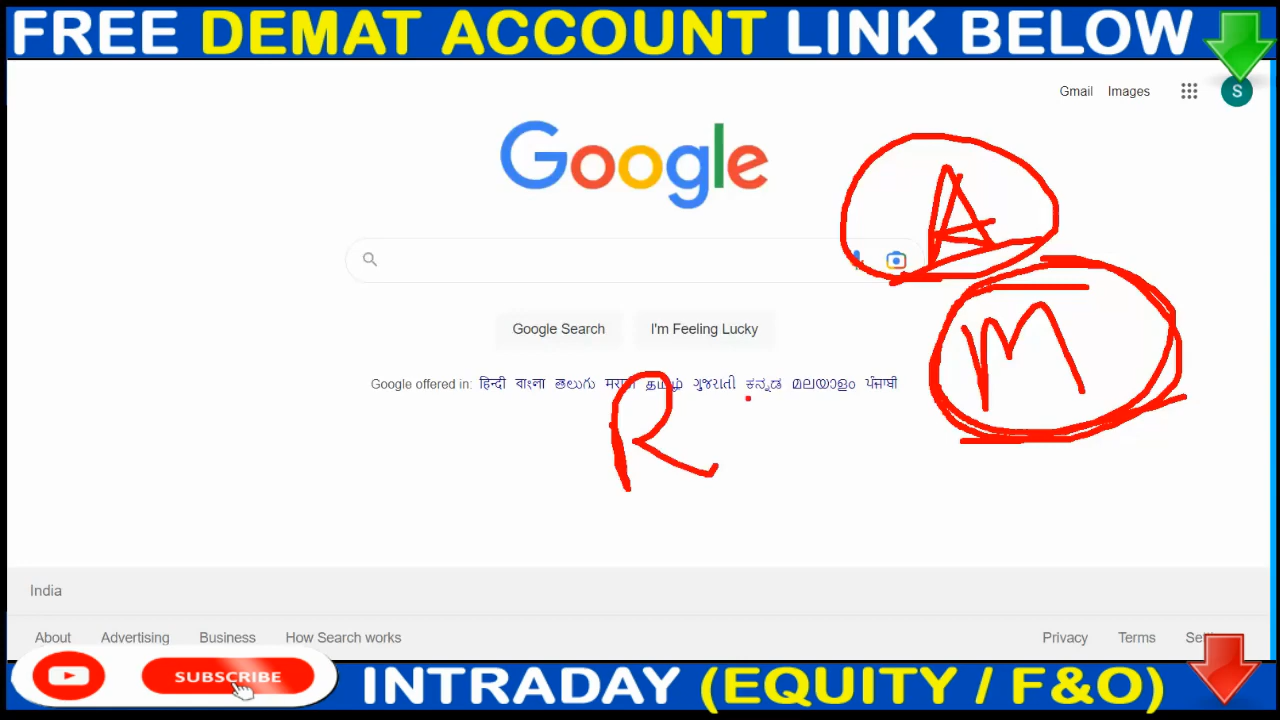 FREE DEMAT ACCOUNT LINK BELOW
Gmail Images S
Google
A
M
Google Search I'm Feeling Lucky
Google offered in: हिन्दी বাংলা తెలుగు मराठी தமிழ் ગુજરાતી ಕನ್ನಡ മലയാളം ਪੰਜਾਬੀ
R
India
About Advertising Business How Search works Privacy Terms
SUBSCRIBE
INTRADAY (EQUITY / F&O)